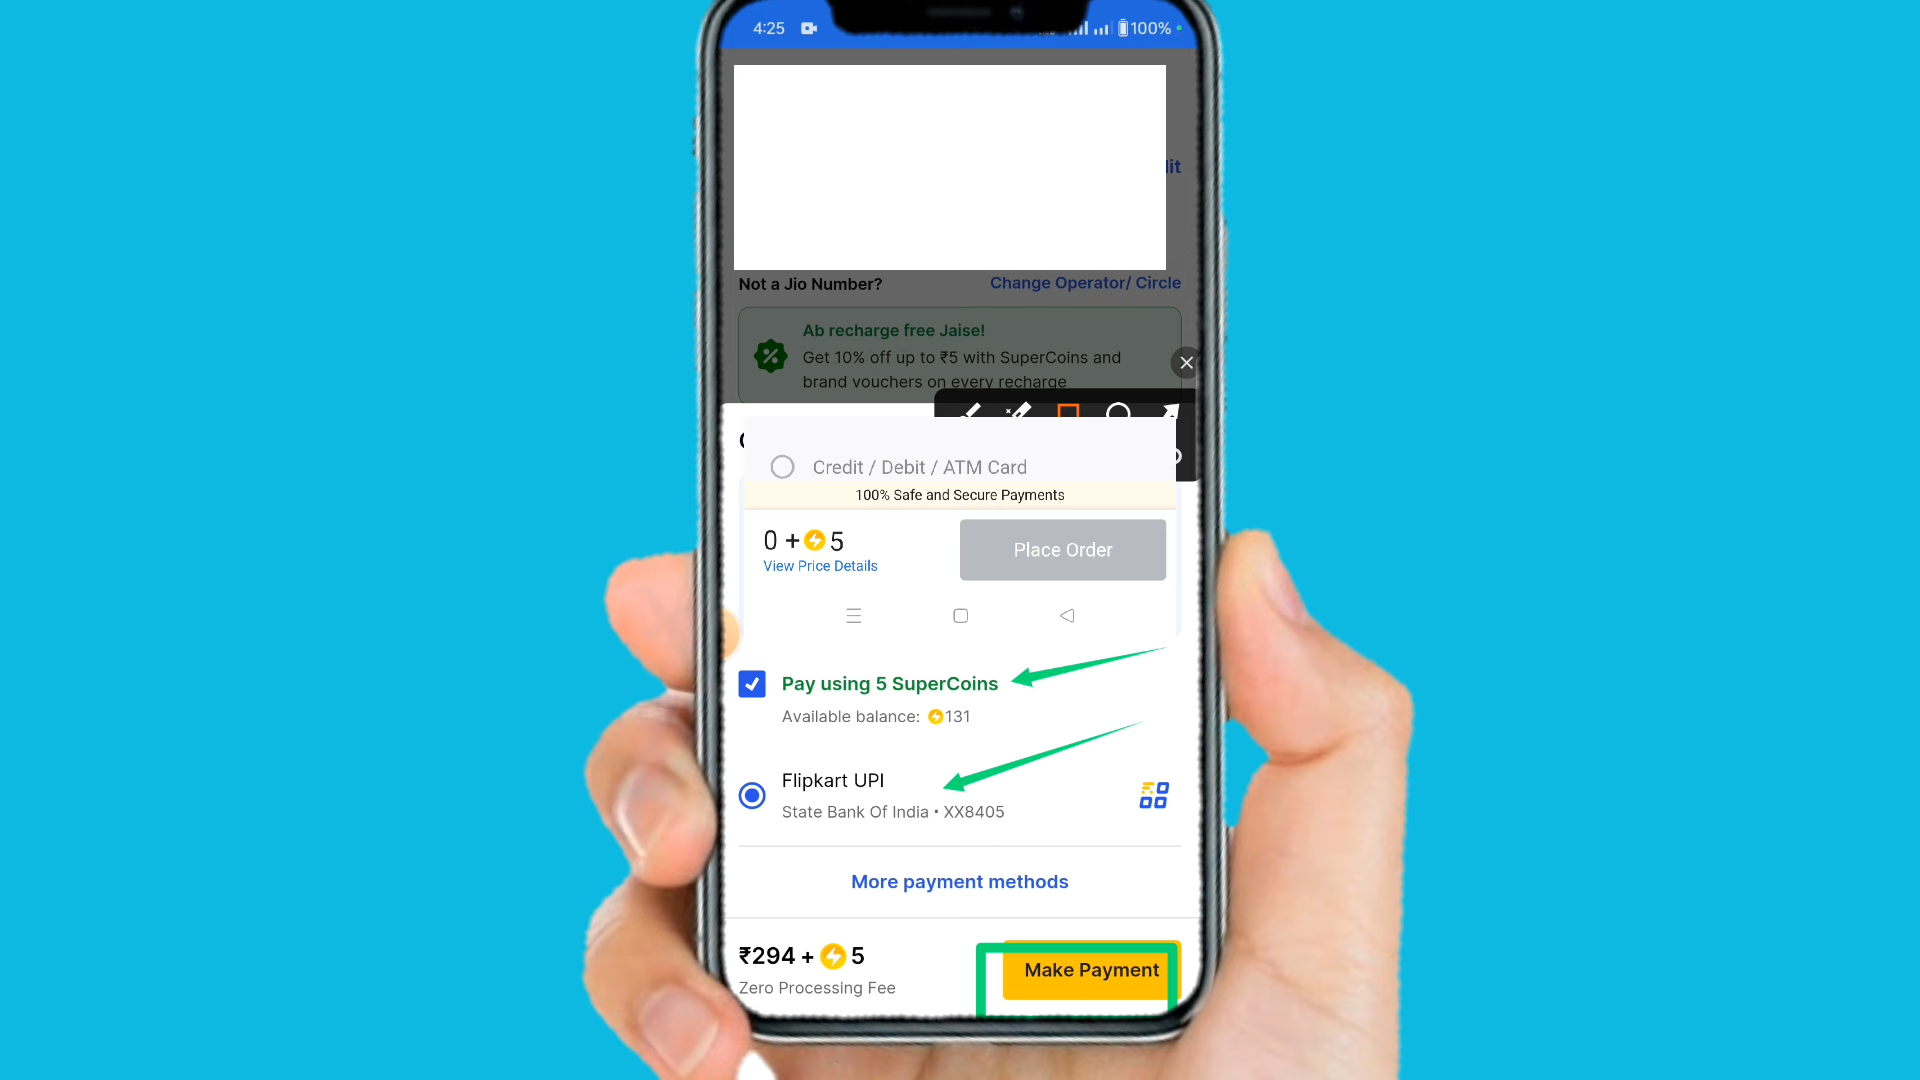 4:25
100%
lit
Not a Jio Number?
Change Operator/ Circle
Ab recharge free Jaise!
Get 10% off up to ₹5 with SuperCoins and
brand vouchers on every recharge
Credit / Debit / ATM Card
100% Safe and Secure Payments
0 + 5
View Price Details
Place Order
Pay using 5 SuperCoins
Available balance: 131
Flipkart UPI
State Bank Of India • XX8405
More payment methods
₹294 + 5
Zero Processing Fee
Make Payment